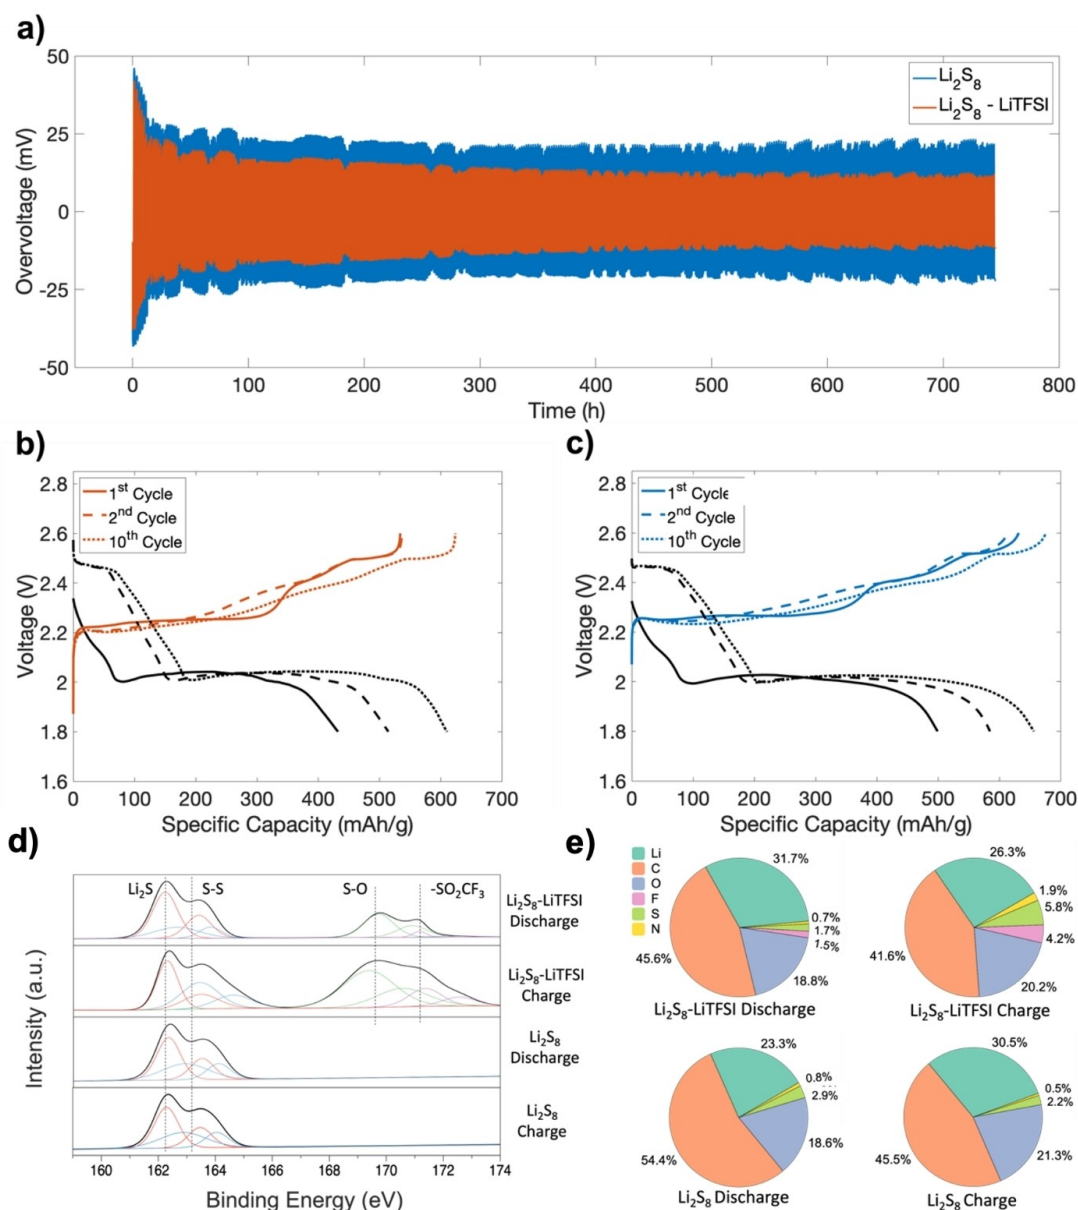 a)
50
25
0
-25
-50
Overvoltage (mV)
Li₂S₈
Li₂S₈ - LiTFSI
0 100 200 300 400 500 600 700 800
Time (h)
b)
2.8
2.6
2.4
2.2
2
1.8
1.6
Voltage (V)
1st Cycle
2nd Cycle
10th Cycle
0 100 200 300 400 500 600 700
Specific Capacity (mAh/g)
c)
2.8
2.6
2.4
2.2
2
1.8
1.6
Voltage (V)
1st Cycle
2nd Cycle
10th Cycle
0 100 200 300 400 500 600 700
Specific Capacity (mAh/g)
d)
Intensity (a.u.)
Li₂S S-S S-O -SO₂CF₃
Li₂S₈-LiTFSI
Discharge
Li₂S₈-LiTFSI
Charge
Li₂S₈
Discharge
Li₂S₈
Charge
160 162 164 166 168 170 172 174
Binding Energy (eV)
e)
Li
C
O
F
S
N
31.7%
0.7%
1.7%
1.5%
18.8%
45.6%
Li₂S₈-LiTFSI Discharge
26.3%
1.9%
5.8%
4.2%
20.2%
41.6%
Li₂S₈-LiTFSI Charge
23.3%
0.8%
2.9%
18.6%
54.4%
Li₂S₈ Discharge
30.5%
0.5%
2.2%
21.3%
45.5%
Li₂S₈ Charge